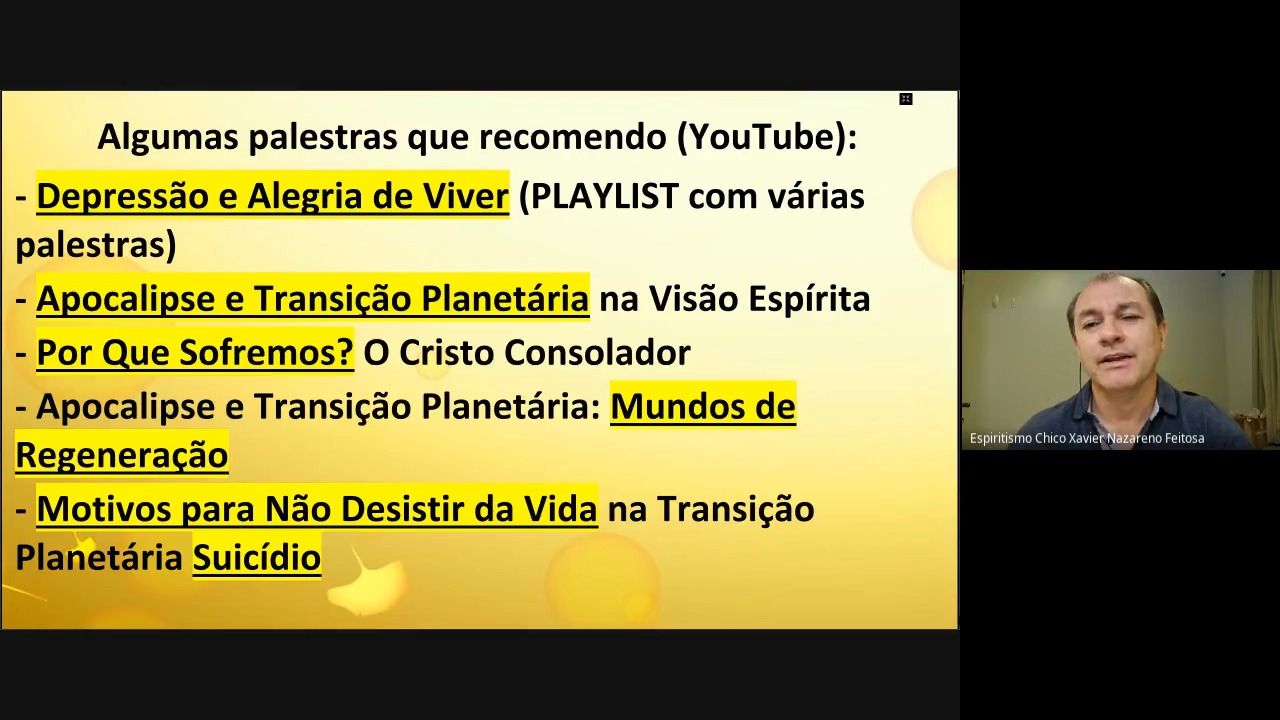 Algumas palestras que recomendo (YouTube):
- Depressão e Alegria de Viver (PLAYLIST com várias
palestras)
- Apocalipse e Transição Planetária na Visão Espírita
- Por Que Sofremos? O Cristo Consolador
- Apocalipse e Transição Planetária: Mundos de
Regeneração
- Motivos para Não Desistir da Vida na Transição
Planetária Suicídio
Espiritismo Chico Xavier Nazareno Feitosa